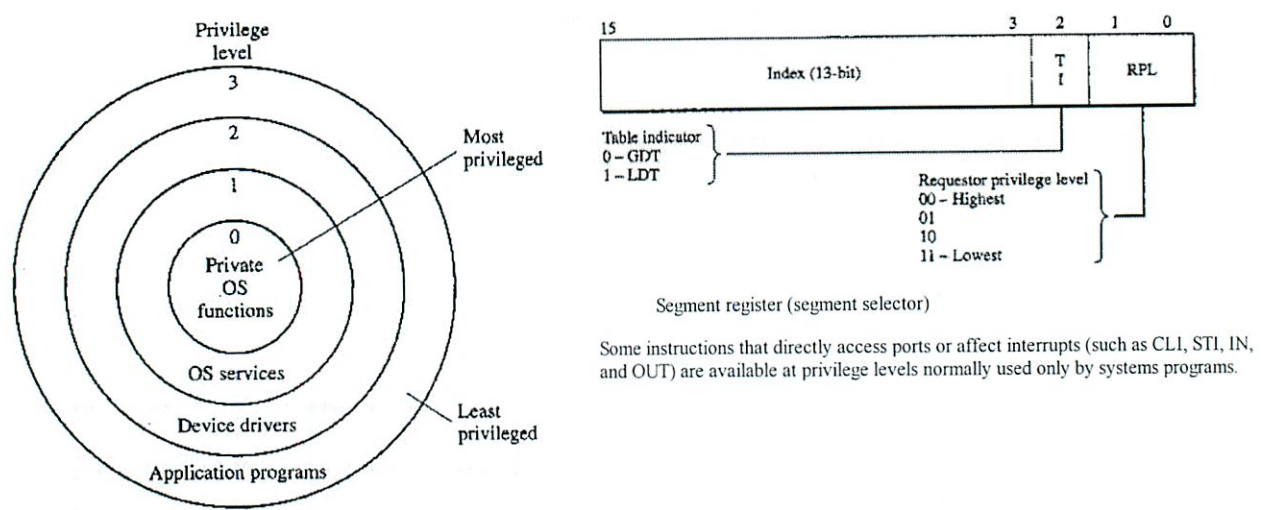 Privilege
level
3
2
1
0
Private
OS
functions
OS services
Device drivers
Application programs
Most
privileged
Least
privileged
15 3 2 1 0
Index (13-bit)
T
I
RPL
Table indicator
0 – GDT
1 – LDT
Requestor privilege level
00 – Highest
01
10
11 – Lowest
Segment register (segment selector)
Some instructions that directly access ports or affect interrupts (such as CLI, STI, IN,
and OUT) are available at privilege levels normally used only by systems programs.